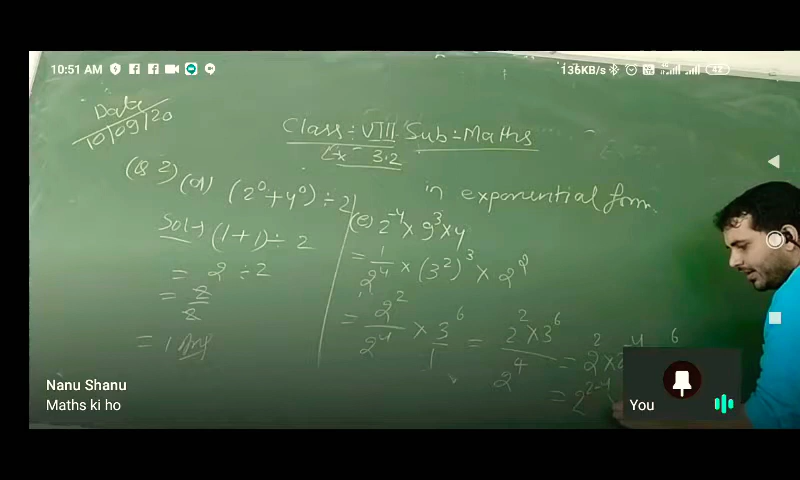 10:51 AM
136KB/s
Date
10/09/20
Class:- VIII Sub:- Maths
Ex - 3.2
in exponential form
(Q 2) (d) (2⁰+4⁰)÷2
Sol→ (1+1)÷2
= 2÷2
= 2/2
= 1 Ans
(e) 2⁻⁴×9³×4
= 1/2⁴ × (3²)³ × 2²
= 2²/2⁴ × 3⁶/1 = 2²×3⁶/2⁴ = 2²×
= 2²⁻⁴
Nanu Shanu
Maths ki ho
You